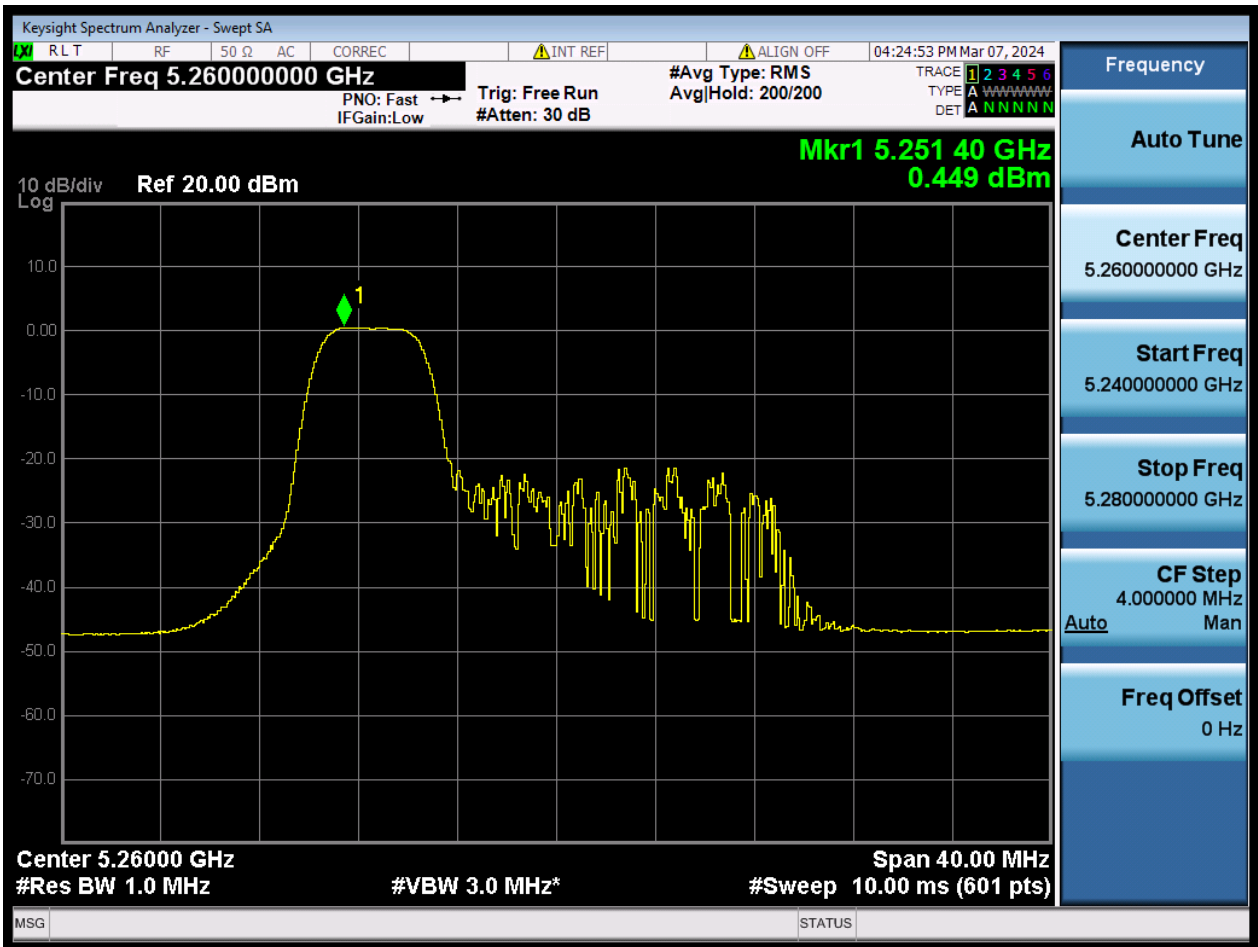 Keysight Spectrum Analyzer - Swept SA
LXI RLT RF 50 Ω AC CORREC ⚠INT REF ⚠ALIGN OFF 04:24:53 PM Mar 07, 2024
Center Freq 5.260000000 GHz
PNO: Fast
IFGain:Low
Trig: Free Run
#Atten: 30 dB
#Avg Type: RMS
Avg|Hold: 200/200
TRACE 1 2 3 4 5 6
TYPE A WWWWW
DET A N N N N N
Mkr1 5.251 40 GHz
0.449 dBm
10 dB/div Ref 20.00 dBm
Log
1
10.0
0.00
-10.0
-20.0
-30.0
-40.0
-50.0
-60.0
-70.0
Center 5.26000 GHz Span 40.00 MHz
#Res BW 1.0 MHz #VBW 3.0 MHz* #Sweep 10.00 ms (601 pts)
MSG STATUS
Frequency
Auto Tune
Center Freq
5.260000000 GHz
Start Freq
5.240000000 GHz
Stop Freq
5.280000000 GHz
CF Step
4.000000 MHz
Auto Man
Freq Offset
0 Hz